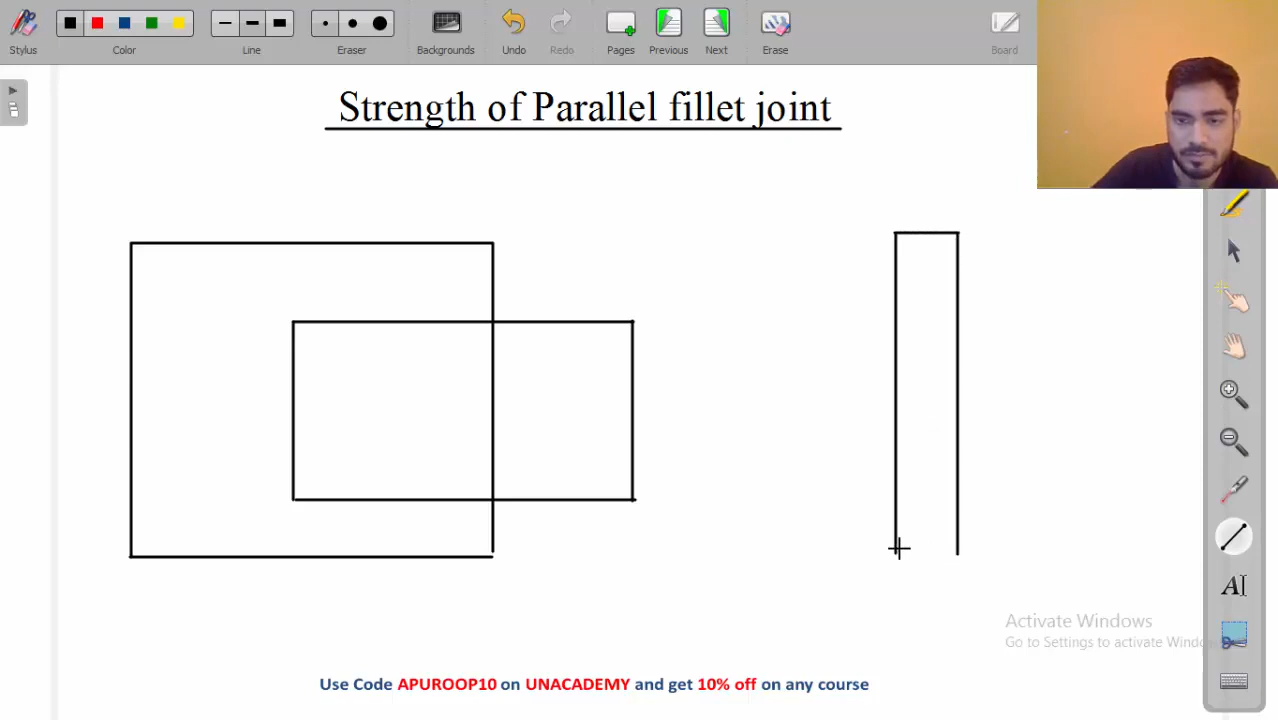 Stylus Color Line Eraser Backgrounds Undo Redo Pages Previous Next Erase Board
Strength of Parallel fillet joint
AI
Activate Windows
Go to Settings to activate Windo
Use Code APUROOP10 on UNACADEMY and get 10% off on any course